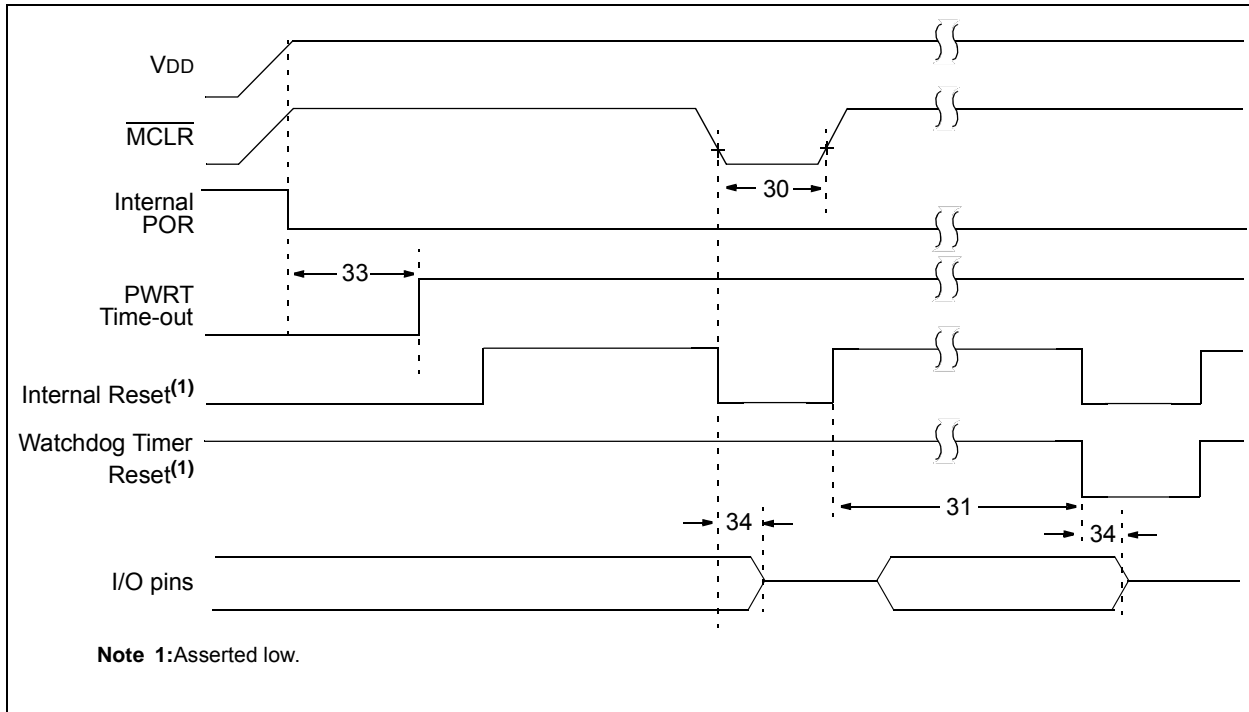 VDD
MCLR
30
Internal
POR
33
PWRT
Time-out
Internal Reset(1)
Watchdog Timer
Reset(1)
31
34
34
I/O pins
Note 1:Asserted low.